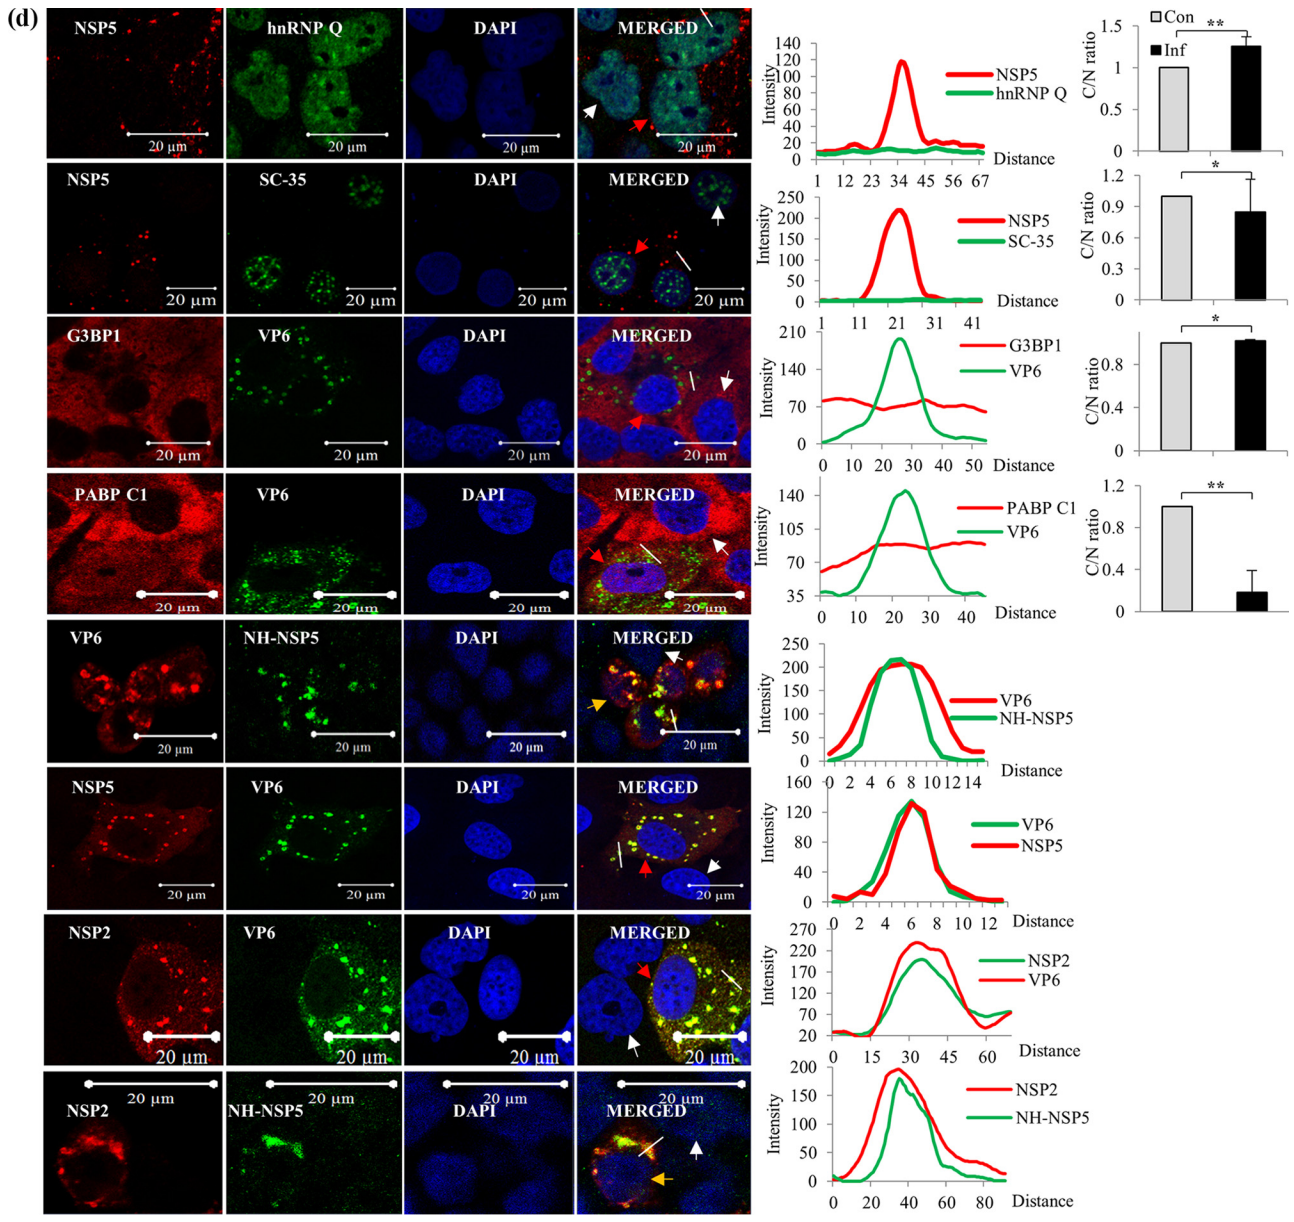 (d)
NSP5 hnRNP Q DAPI MERGED
20 μm 20 μm 20 μm 20 μm
Intensity
140
120
100
80
60
40
20
0
1 12 23 34 45 56 67
Distance
NSP5
hnRNP Q
Con
Inf
**
C/N ratio
1.5
1
0.5
0
NSP5 SC-35 DAPI MERGED
20 μm 20 μm 20 μm 20 μm
Intensity
250
200
150
100
50
0
1 11 21 31 41
Distance
NSP5
SC-35
*
C/N ratio
1.2
0.9
0.6
0.3
0
G3BP1 VP6 DAPI MERGED
20 μm 20 μm 20 μm 20 μm
Intensity
210
140
70
0
0 10 20 30 40 50
Distance
G3BP1
VP6
*
C/N ratio
0.8
0.4
0
PABP C1 VP6 DAPI MERGED
20 μm 20 μm 20 μm 20 μm
Intensity
140
105
70
35
0 10 20 30 40
Distance
PABP C1
VP6
**
C/N ratio
1.2
0.8
0.4
0
VP6 NH-NSP5 DAPI MERGED
20 μm 20 μm 20 μm 20 μm
Intensity
250
200
150
100
50
0
0 2 4 6 8 10 12 14
Distance
VP6
NH-NSP5
NSP5 VP6 DAPI MERGED
20 μm 20 μm 20 μm 20 μm
Intensity
160
120
80
40
0
0 2 4 6 8 10 12
Distance
VP6
NSP5
NSP2 VP6 DAPI MERGED
20 μm 20 μm 20 μm 20 μm
Intensity
270
220
170
120
70
20
0 15 30 45 60
Distance
NSP2
VP6
20 μm 20 μm 20 μm 20 μm
NSP2 NH-NSP5 DAPI MERGED
Intensity
200
150
100
50
0
0 20 40 60 80
Distance
NSP2
NH-NSP5